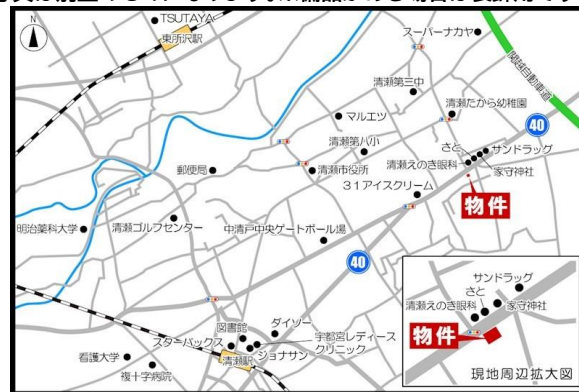 TSUTAYA
東所沢駅
スーパーナカヤ
関越自動車道
清瀬第三中
マルエツ
清瀬たから幼稚園
40
清瀬第八小
さと
サンドラッグ
郵便局
清瀬市役所
清瀬えのき眼科
家守神社
31アイスクリーム
物件
明治薬科大学
清瀬ゴルフセンター
中清戸中央ゲートボール場
40
サンドラッグ
さと
清瀬えのき眼科
家守神社
物件
現地周辺拡大図
図書館
ダイソー
スターバックス
宇都宮レディース
クリニック
ジョナサン
清瀬駅
看護大学
複十字病院